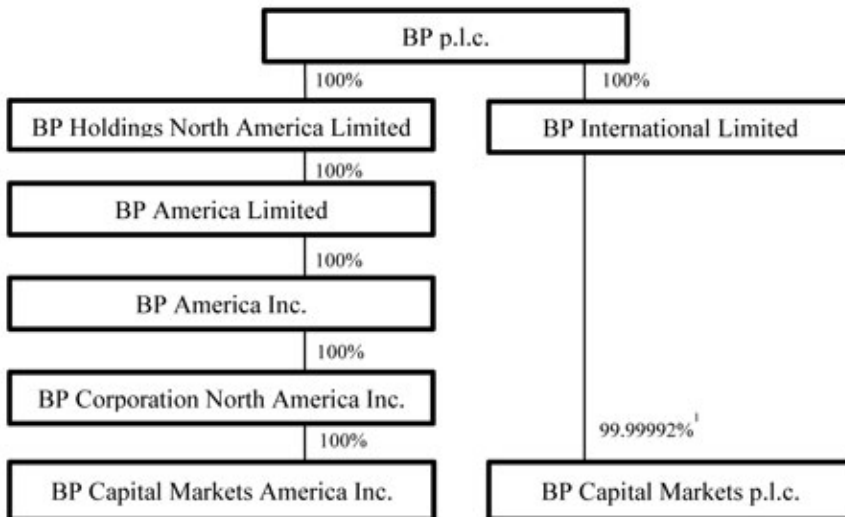 BP p.l.c.
100%
100%
BP Holdings North America Limited
BP International Limited
100%
BP America Limited
100%
BP America Inc.
100%
BP Corporation North America Inc.
100%
99.99992%¹
BP Capital Markets America Inc.
BP Capital Markets p.l.c.